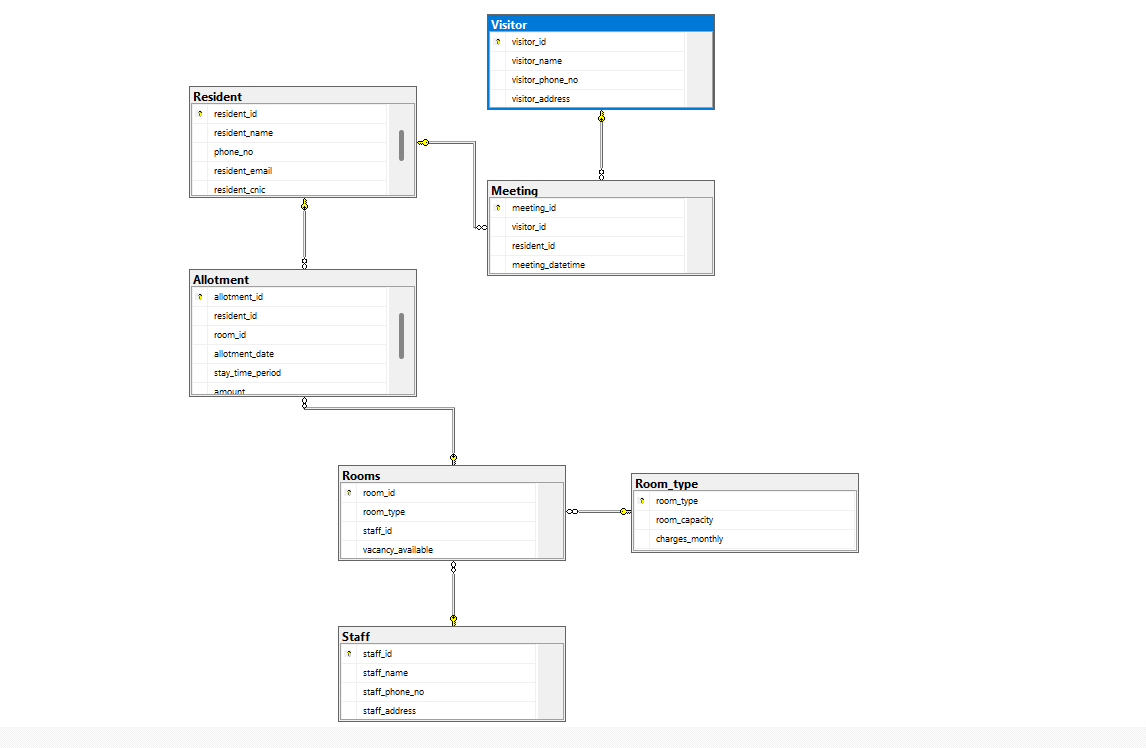 Visitor
visitor_id
visitor_name
visitor_phone_no
visitor_address
Resident
resident_id
resident_name
phone_no
resident_email
resident_cnic
Meeting
meeting_id
visitor_id
resident_id
meeting_datetime
Allotment
allotment_id
resident_id
room_id
allotment_date
stay_time_period
amount
Rooms
room_id
room_type
staff_id
vacancy_available
Room_type
room_type
room_capacity
charges_monthly
Staff
staff_id
staff_name
staff_phone_no
staff_address